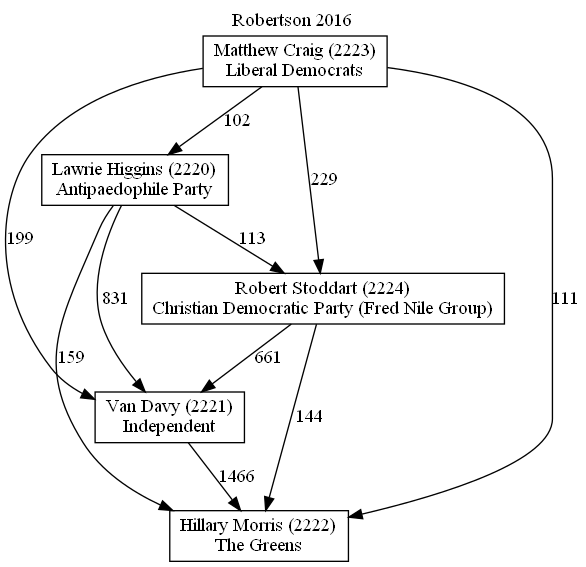 Robertson 2016
Matthew Craig (2223)
Liberal Democrats
102
Lawrie Higgins (2220)
Antipaedophile Party
229
199
113
Robert Stoddart (2224)
Christian Democratic Party (Fred Nile Group)
831
111
159
661
Van Davy (2221)
Independent
144
1466
Hillary Morris (2222)
The Greens